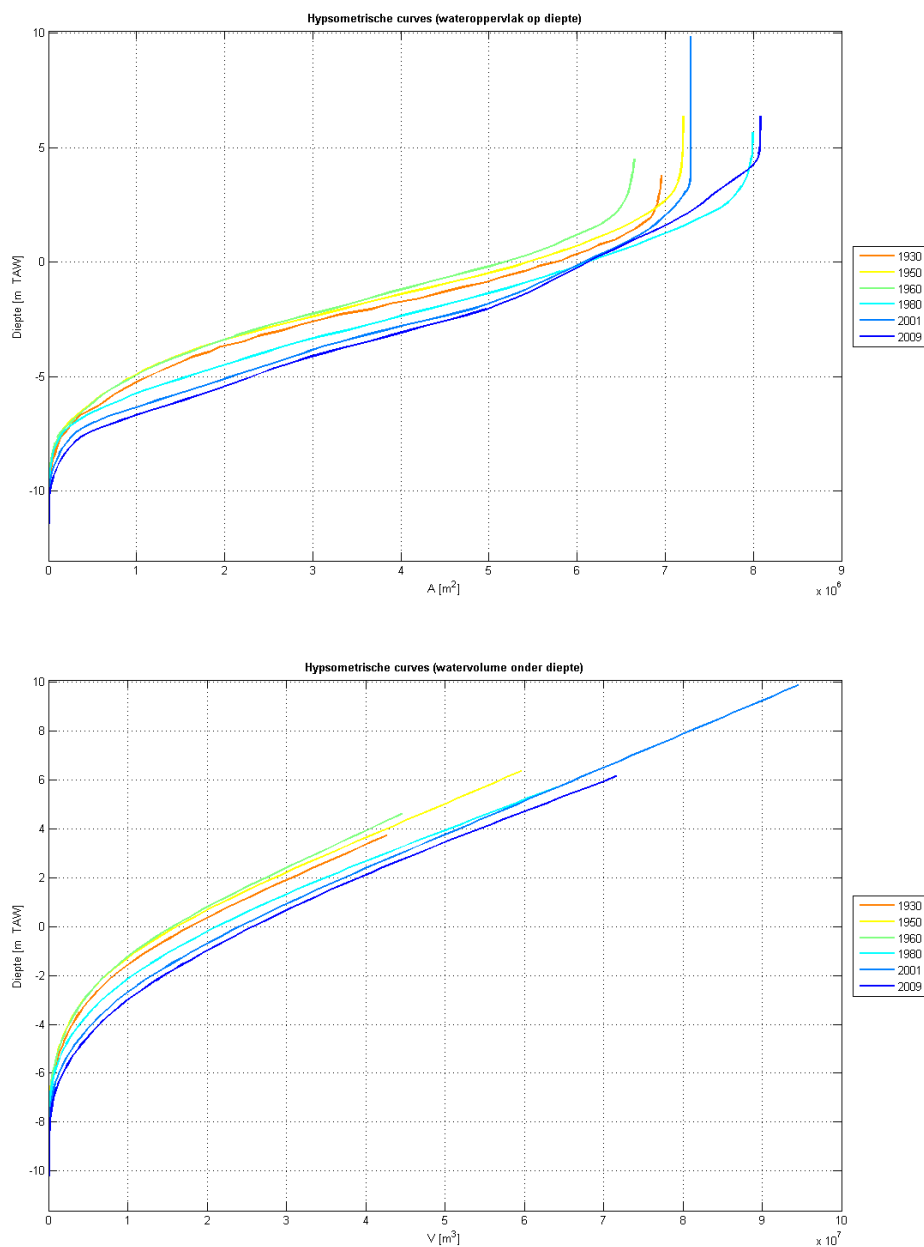 Hypsometrische curves (wateroppervlak op diepte)
10
5
0
-5
-10
Diepte [m TAW]
0 1 2 3 4 5 6 7 8 9
A [m²]
x 10⁶
1930
1950
1960
1980
2001
2009
Hypsometrische curves (watervolume onder diepte)
10
8
6
4
2
0
-2
-4
-6
-8
-10
Diepte [m TAW]
0 1 2 3 4 5 6 7 8 9 10
V [m³]
x 10⁷
1930
1950
1960
1980
2001
2009